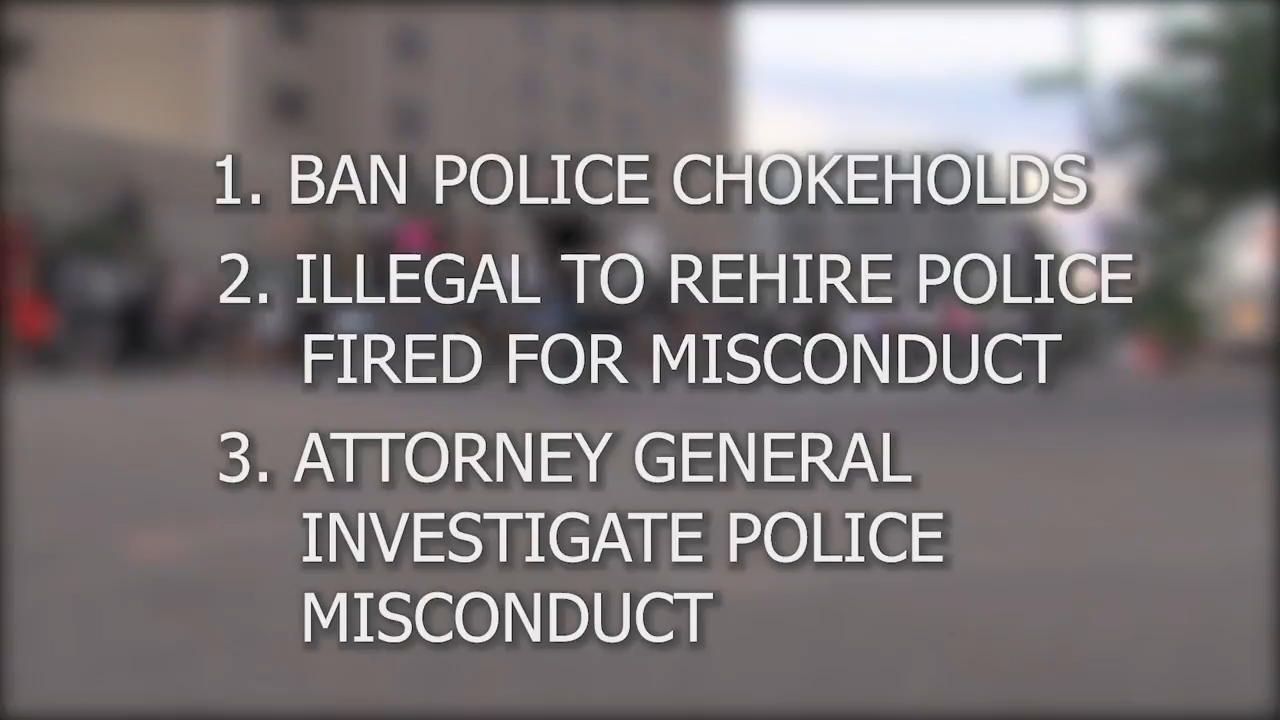 1. BAN POLICE CHOKEHOLDS
2. ILLEGAL TO REHIRE POLICE
FIRED FOR MISCONDUCT
3. ATTORNEY GENERAL
INVESTIGATE POLICE
MISCONDUCT